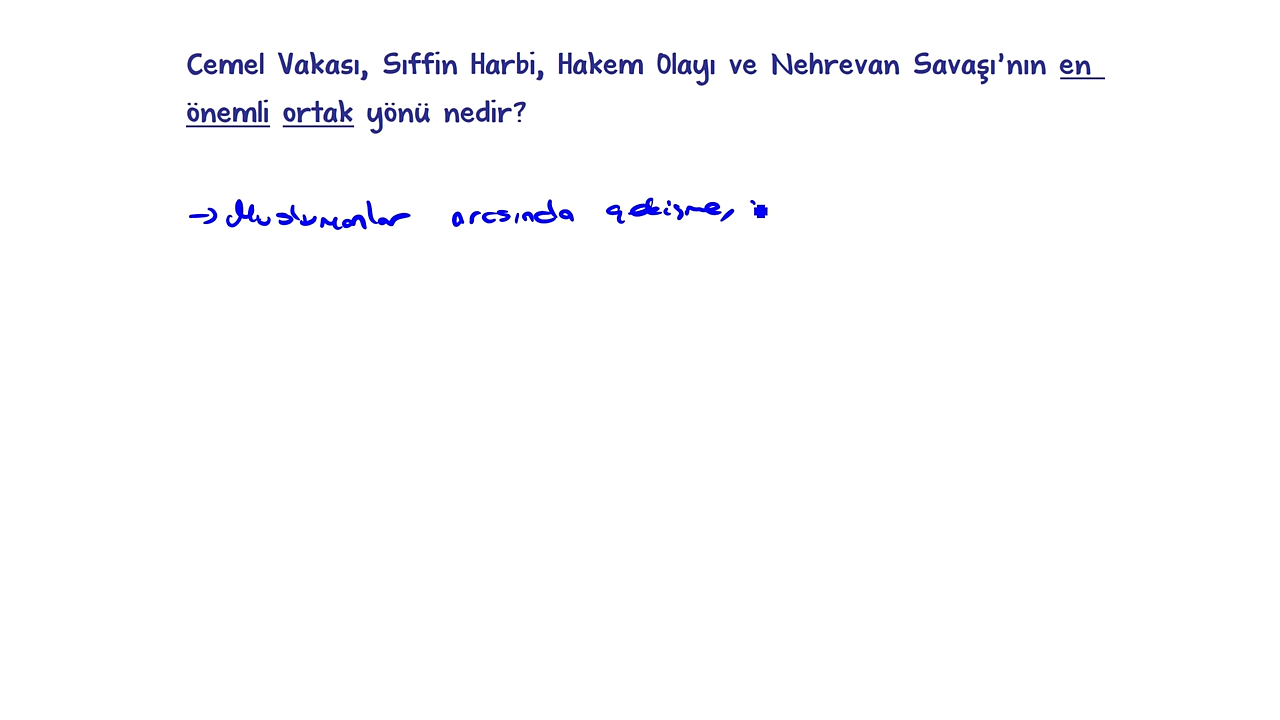 Cemel Vakası, Sıffin Harbi, Hakem Olayı ve Nehrevan Savaşı'nın en
önemli ortak yönü nedir?
→ Müslümanlar arasında çekişme,